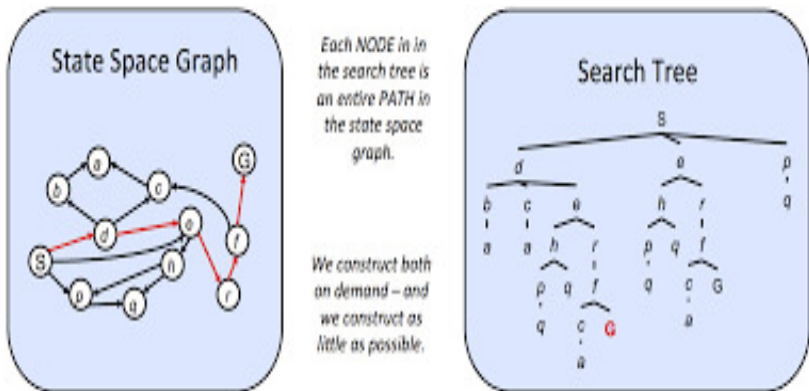 State Space Graph
G
a
b
c
d
e
f
S
h
p
q
r
Each NODE in in
the search tree is
an entire PATH in
the state space
graph.
We construct both
on demand – and
we construct as
little as possible.
Search Tree
S
d e p
b c e h r q
a a h r p q f
p q f q c G
q c G a
a